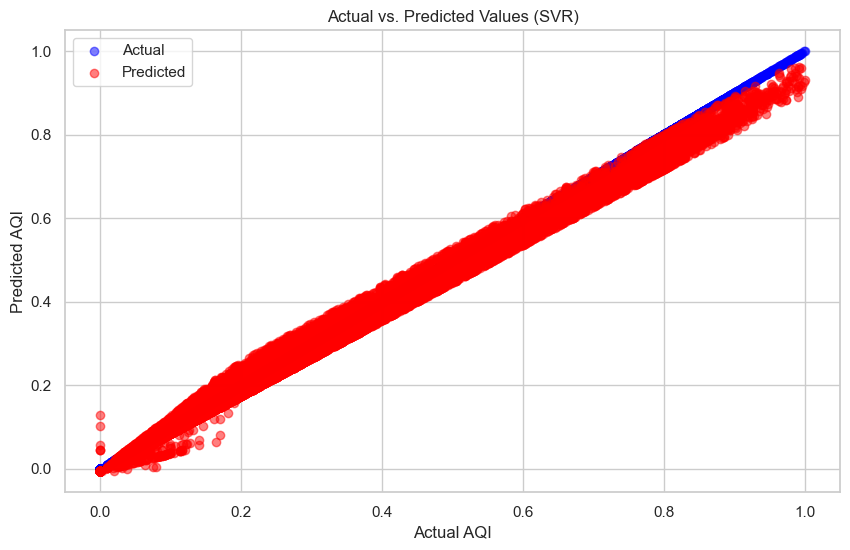 Actual vs. Predicted Values (SVR)
Actual
Predicted
Predicted AQI
1.0
0.8
0.6
0.4
0.2
0.0
0.0 0.2 0.4 0.6 0.8 1.0
Actual AQI